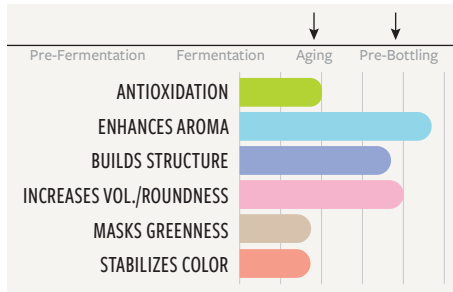 Pre-Fermentation Fermentation Aging Pre-Bottling
ANTIOXIDATION
ENHANCES AROMA
BUILDS STRUCTURE
INCREASES VOL./ROUNDNESS
MASKS GREENNESS
STABILIZES COLOR